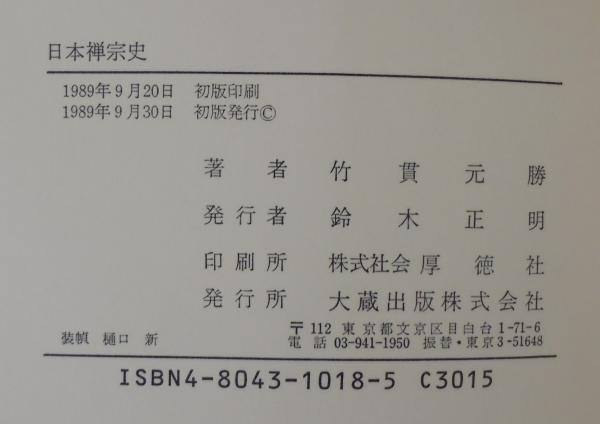 日本禅宗史
1989年9月20日 初版印刷
1989年9月30日 初版発行©
著者 竹貫元勝
発行者 鈴木正明
印刷所 株式社会厚徳社
発行所 大蔵出版株式会社
〒112 東京都文京区目白台1-71-6
装幀 樋口 新 電話 03-941-1950 振替・東京3-51648
ISBN4-8043-1018-5 C3015